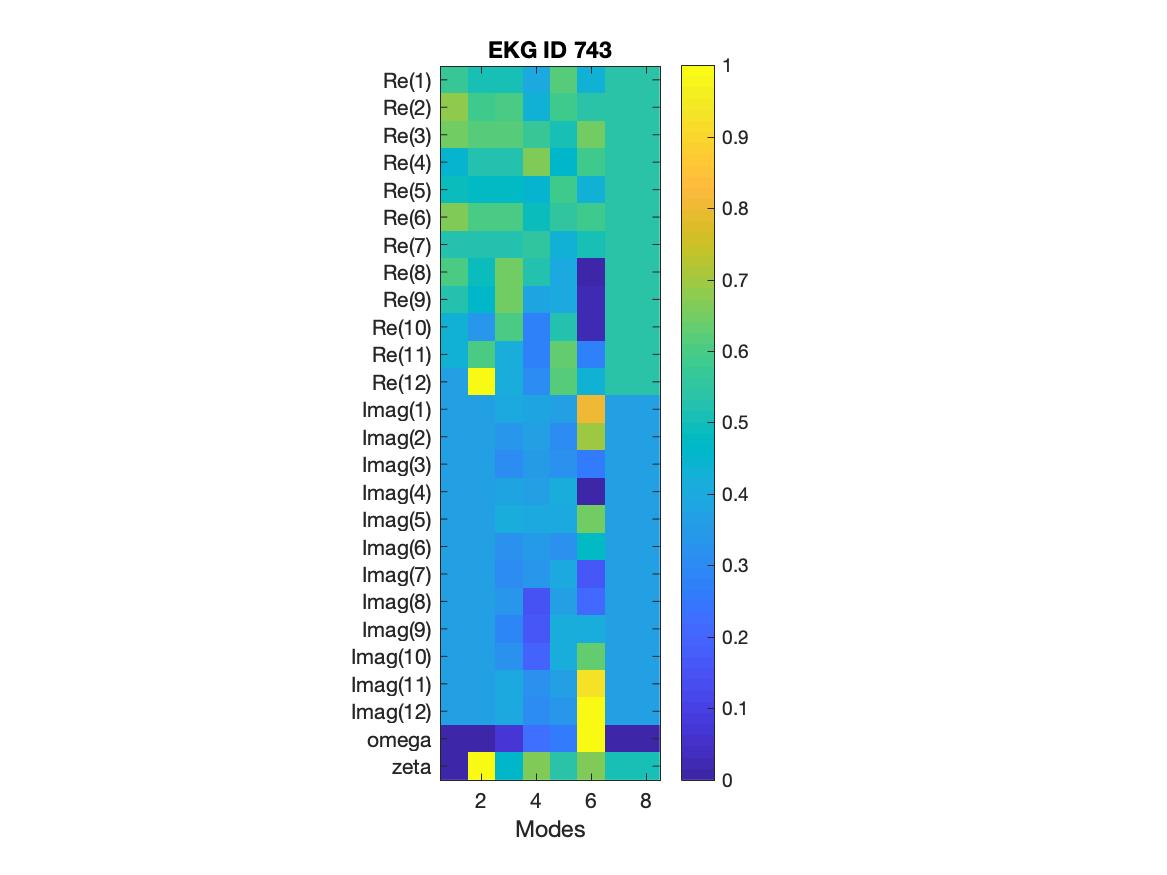 EKG ID 743
Re(1)
Re(2)
Re(3)
Re(4)
Re(5)
Re(6)
Re(7)
Re(8)
Re(9)
Re(10)
Re(11)
Re(12)
Imag(1)
Imag(2)
Imag(3)
Imag(4)
Imag(5)
Imag(6)
Imag(7)
Imag(8)
Imag(9)
Imag(10)
Imag(11)
Imag(12)
omega
zeta
2 4 6 8
Modes
1
0.9
0.8
0.7
0.6
0.5
0.4
0.3
0.2
0.1
0